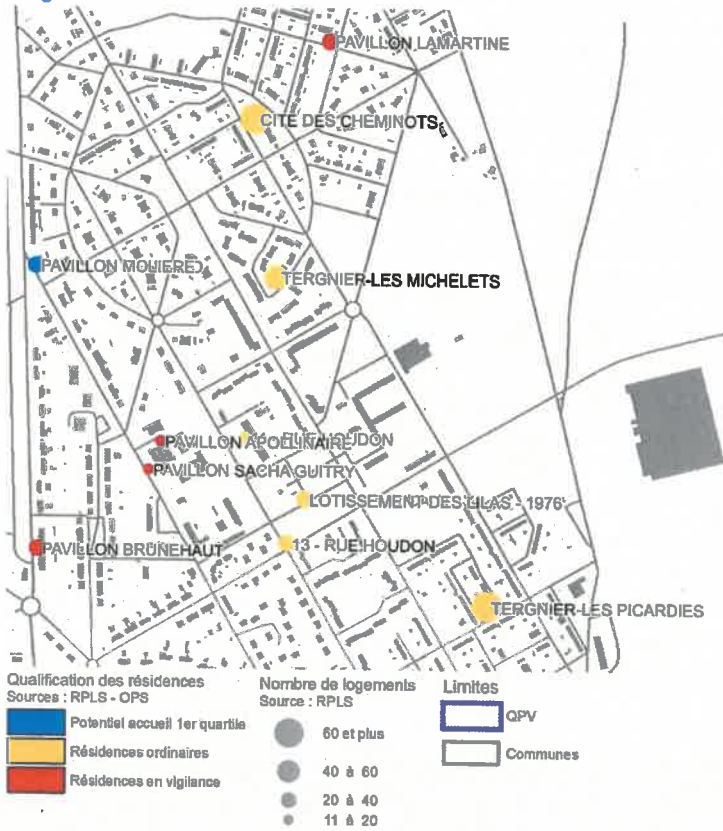 PAVILLON LAMARTINE
CITE DES CHEMINOTS
PAVILLON MOLIERE
TERGNIER-LES MICHELETS
PAVILLON APOLLINAIRE
RUE HOUDON
PAVILLON SACHA GUITRY
LOTISSEMENT DES LILAS - 1976
PAVILLON BRUNEHAUT
13 - RUE HOUDON
TERGNIER-LES PICARDIES
Qualification des résidences
Sources : RPLS - OPS
Potentiel accueil 1er quartile
Résidences ordinaires
Résidences en vigilance
Nombre de logements
Source : RPLS
60 et plus
40 à 60
20 à 40
11 à 20
Limites
QPV
Communes